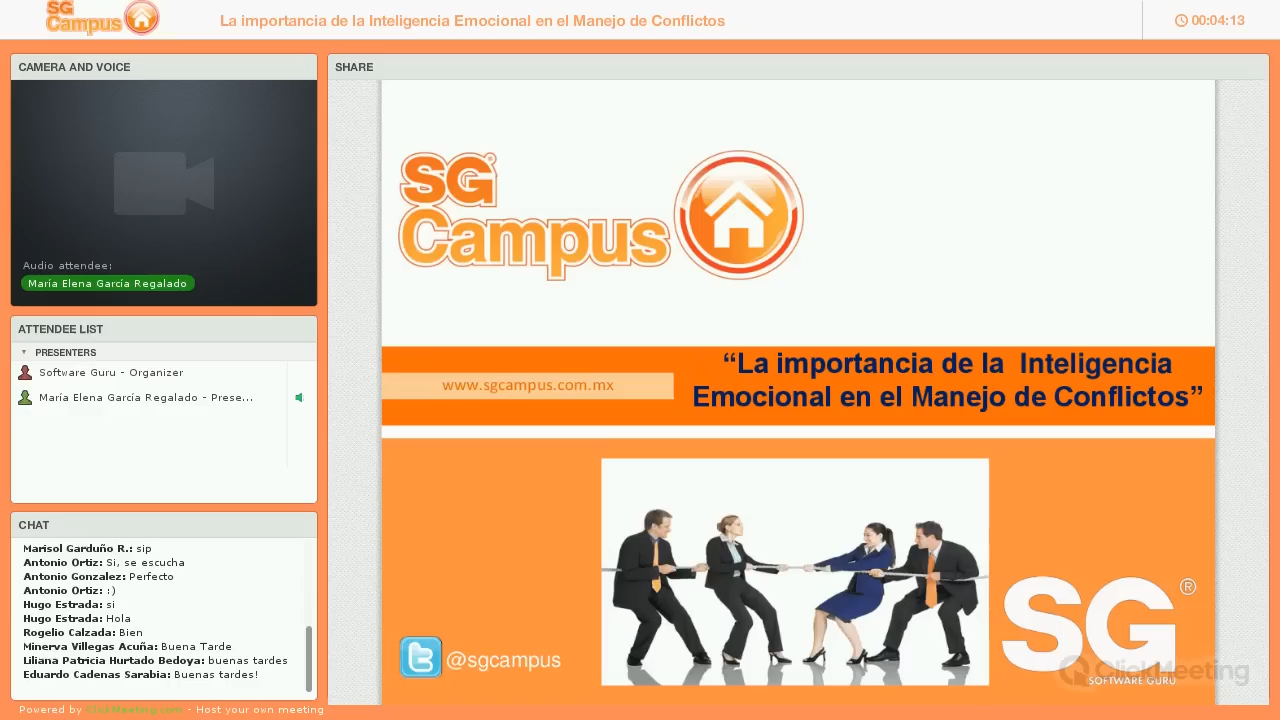 SG
Campus
La importancia de la Inteligencia Emocional en el Manejo de Conflictos
00:04:13
CAMERA AND VOICE
Audio attendee:
María Elena García Regalado
ATTENDEE LIST
PRESENTERS
Software Guru - Organizer
María Elena García Regalado - Prese...
CHAT
Marisol Garduño R.: sip
Antonio Ortiz: Si, se escucha
Antonio Gonzalez: Perfecto
Antonio Ortiz: :)
Hugo Estrada: si
Hugo Estrada: Hola
Rogelio Calzada: Bien
Minerva Villegas Acuña: Buena Tarde
Liliana Patricia Hurtado Bedoya: buenas tardes
Eduardo Cadenas Sarabia: Buenas tardes!
Powered by ClickMeeting.com - Host your own meeting
SHARE
SG
Campus
www.sgcampus.com.mx
“La importancia de la Inteligencia
Emocional en el Manejo de Conflictos”
@sgcampus
SG®
SOFTWARE GURU
ClickMeeting